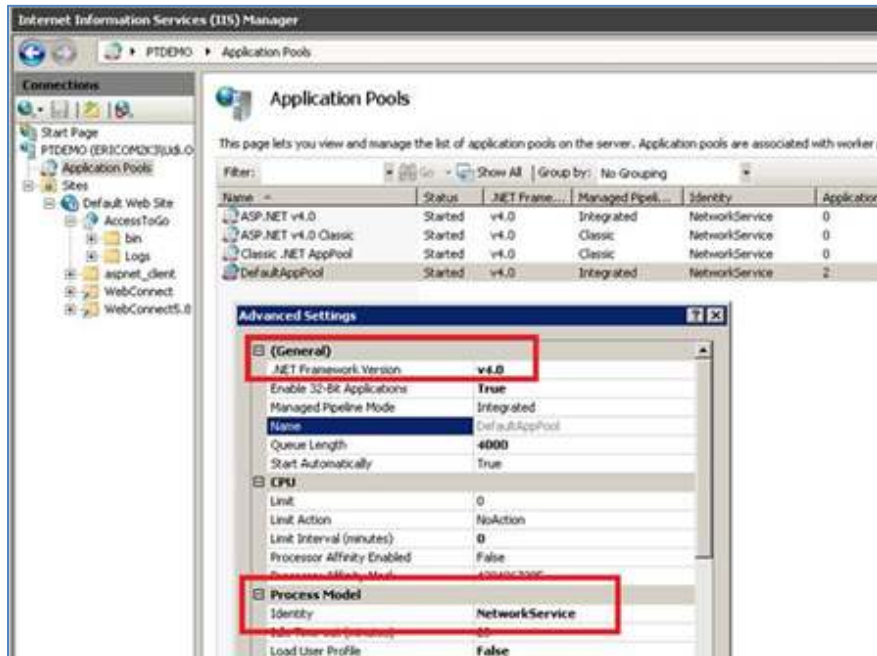 Internet Information Services (IIS) Manager
PTDEMO Application Pools
Connections
Start Page
PTDEMO (ERICOM2K3\Udi.O
Application Pools
Sites
Default Web Site
AccessToGo
bin
Logs
aspnet_client
WebConnect
WebConnect5.8
Application Pools
This page lets you view and manage the list of application pools on the server. Application pools are associated with worker
Filter: Go Show All Group by: No Grouping
Name Status .NET Frame... Managed Pipeli... Identity Application
ASP.NET v4.0 Started v4.0 Integrated NetworkService 0
ASP.NET v4.0 Classic Started v4.0 Classic NetworkService 0
Classic .NET AppPool Started v4.0 Classic NetworkService 0
DefaultAppPool Started v4.0 Integrated NetworkService 2
Advanced Settings
(General)
.NET Framework Version v4.0
Enable 32-Bit Applications True
Managed Pipeline Mode Integrated
Name DefaultAppPool
Queue Length 4000
Start Automatically True
CPU
Limit 0
Limit Action NoAction
Limit Interval (minutes) 0
Processor Affinity Enabled False
Process Model
Identity NetworkService
Load User Profile False